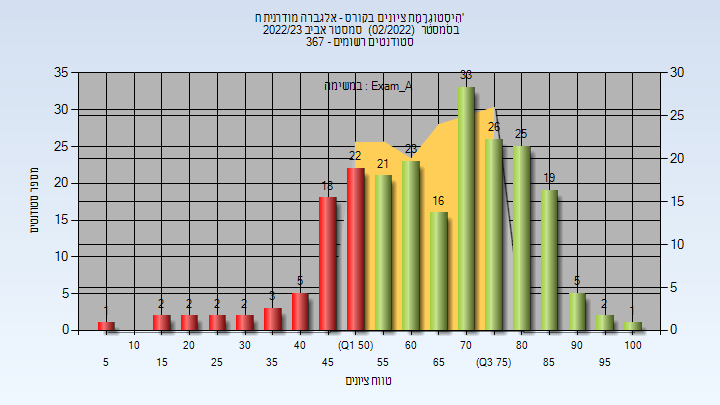 הִיסְטוֹגְרָמַת ציונים בקורס - אלגברה מודרנית ח'
בסמסטר (02/2022) סמסטר אביב 2022/23
סטודנטים רשומים - 367
במשימה : Exam_A
35 30 25 20 15 10 5 0
מספר סטודנטים
30 25 20 15 10 5 0
1 2 2 2 2 3 5 18 22 21 23 16 33 26 25 19 5 2 1
10 20 30 40 (Q1 50) 60 70 80 90 100
5 15 25 35 45 55 65 (Q3 75) 85 95
טווח ציונים